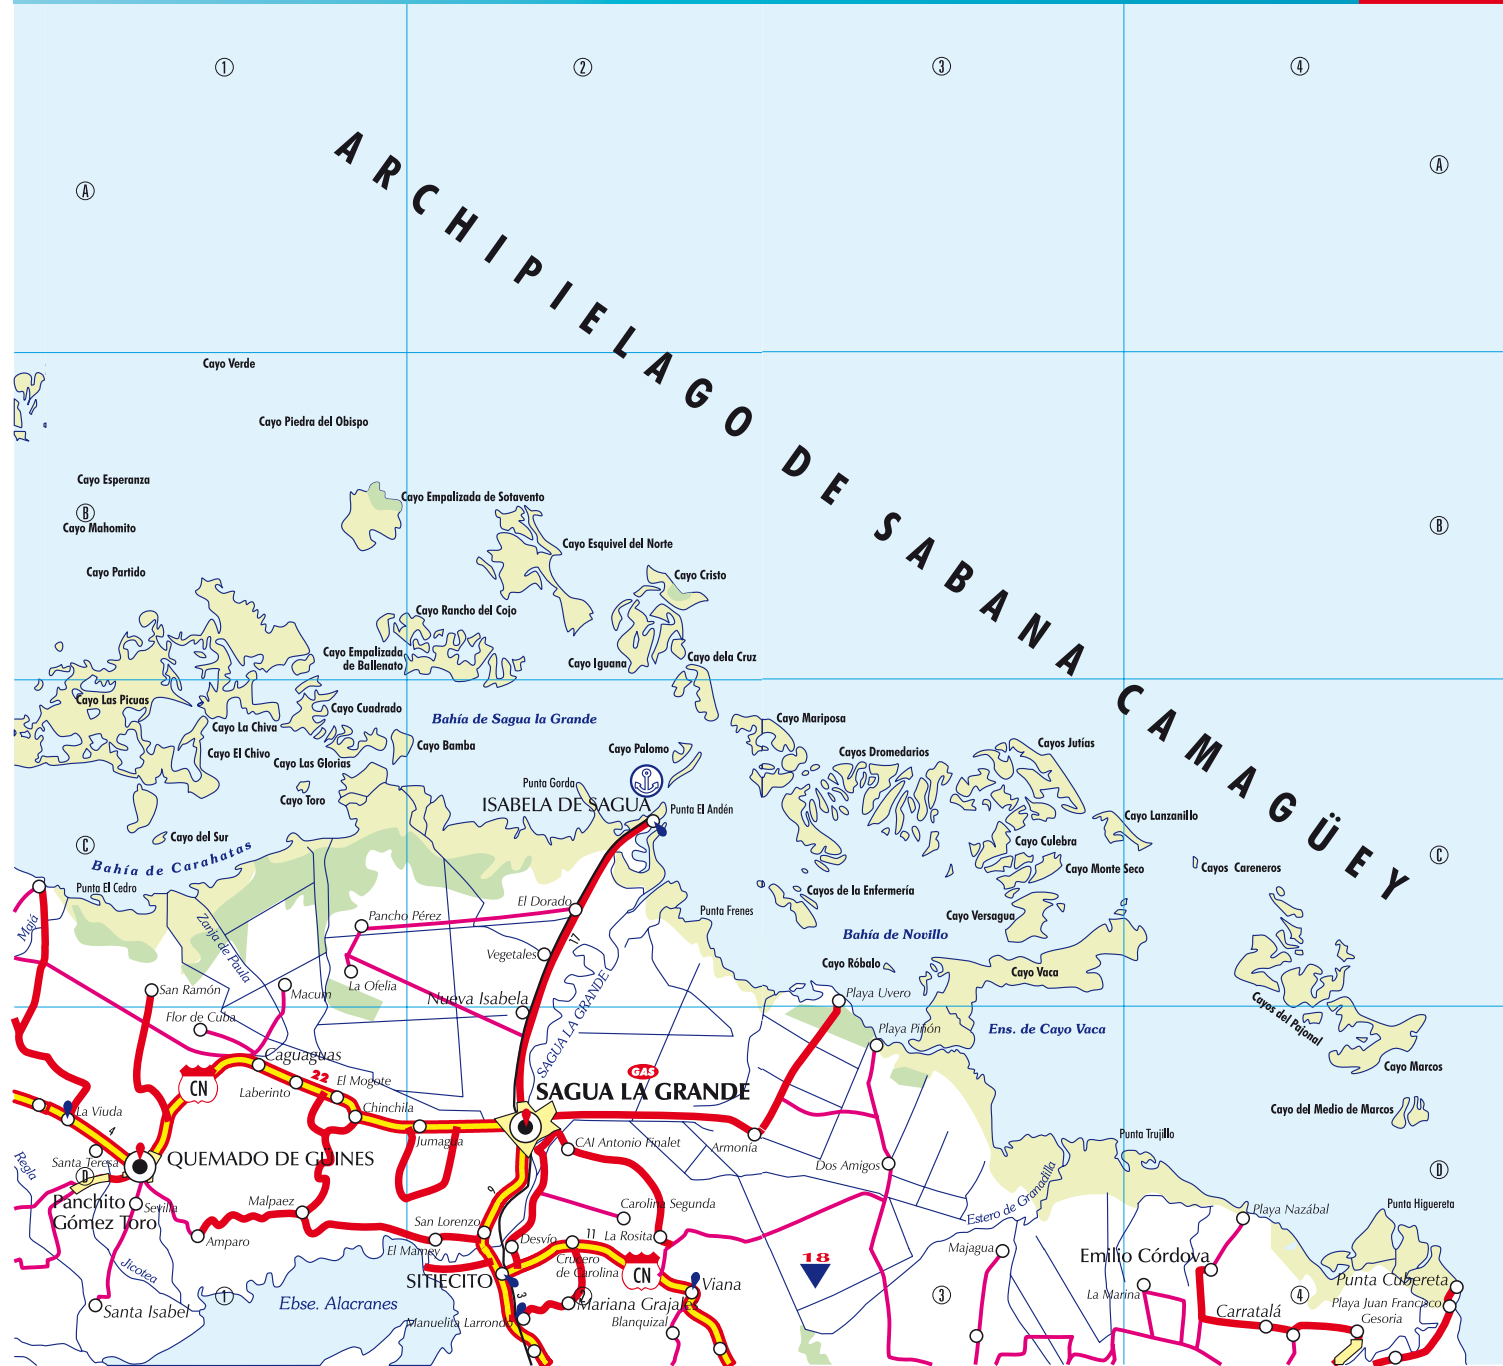 1
2
3
4
A
A
ARCHIPIELAGO DE SABANA CAMAGÜEY
Cayo Verde
Cayo Piedra del Obispo
Cayo Esperanza
Cayo Empalizada de Sotavento
B
B
Cayo Mahomito
Cayo Esquivel del Norte
Cayo Partido
Cayo Cristo
Cayo Rancho del Cojo
Cayo Empalizada
de Ballenato
Cayo Iguana
Cayo dela Cruz
Cayo Las Picuas
Cayo Cuadrado
Bahía de Sagua la Grande
Cayo Mariposa
Cayo La Chiva
Cayo Bamba
Cayo Palomo
Cayos Dromedarios
Cayos Jutías
Cayo El Chivo
Cayo Las Glorias
Punta Gorda
Cayo Toro
ISABELA DE SAGUA
Punta El Andén
Cayo Lanzanillo
Cayo del Sur
Cayo Culebra
C
C
Bahía de Carahatas
Cayo Monte Seco
Cayos Careneros
Punta El Cedro
Cayos de la Enfermería
Majá
Zanja de Paula
Pancho Pérez
El Dorado
Punta Frenes
Cayo Versagua
17
Bahía de Novillo
Vegetales
Cayo Róbalo
Cayo Vaca
San Ramón
Macum
La Ofelia
Nueva Isabela
SAGUA LA GRANDE
Playa Uvero
Cayos del Pajonal
Flor de Cuba
Playa Piñón
Ens. de Cayo Vaca
Caguaguas
GAS
Cayo Marcos
CN
22
Laberinto
El Mogote
SAGUA LA GRANDE
La Viuda
Chinchila
Cayo del Medio de Marcos
4
Jumagua
CAI Antonio Finalet
Armonía
Punta Trujillo
Santa Teresa
QUEMADO DE GÜINES
Dos Amigos
Regla
D
D
9
Panchito
Gómez Toro
Sevilla
Malpaez
Carolina Segunda
Estero de Granadilla
Punta Higuereta
San Lorenzo
Playa Nazábal
Amparo
El Mamey
Desvío
11
La Rosita
Majagua
Emilio Córdova
Jicotea
SITIECITO
Crucero
de Carolina
CN
Viana
18
Punta Cubereta
La Marina
1
2
3
4
Ebse. Alacranes
3
Santa Isabel
Mariana Grajales
Carratalá
Playa Juan Francisco
Manuelita Larrondo
Blanquizal
Gesoria